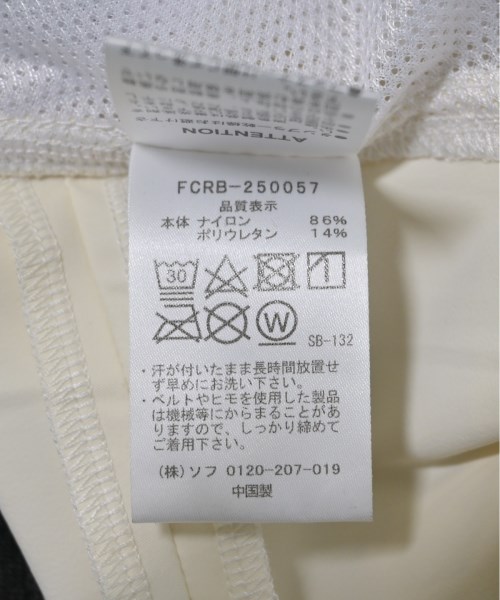 ATTENTION
FCRB-250057
品質表示
本体 ナイロン 86%
ポリウレタン 14%
30
W
SB-132
・汗が付いたまま長時間放置せ
ず早めにお洗い下さい。
・ベルトやヒモを使用した製品
は機械等にからまることがあ
りますので、しっかり締めて
ご着用下さい。
(株)ソフ 0120-207-019
中国製